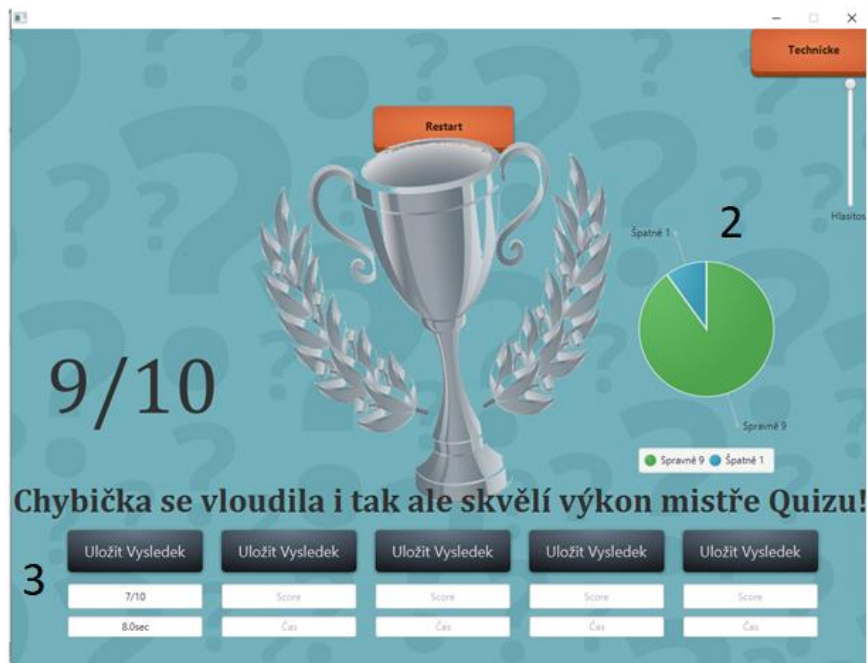 Technicke
Restart
Hlasitos
2
Špatně 1
9/10
Spravně 9
Spravně 9 Špatně 1
Chybička se vloudila i tak ale skvělí výkon mistře Quizu!
Uložit Vysledek Uložit Vysledek Uložit Vysledek Uložit Vysledek Uložit Vysledek
3
7/10 Score Score Score Score
8.0sec Čas Čas Čas Čas